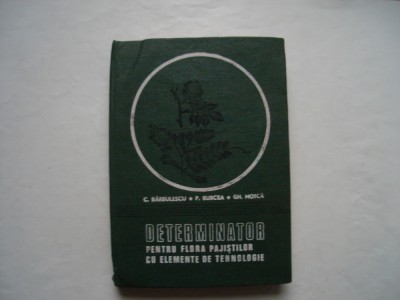 C. BĂRBULESCU • P. BURCEA • GH. MOTCĂ
DETERMINATOR
PENTRU FLORA PAJIȘTILOR
CU ELEMENTE DE TEHNOLOGIE